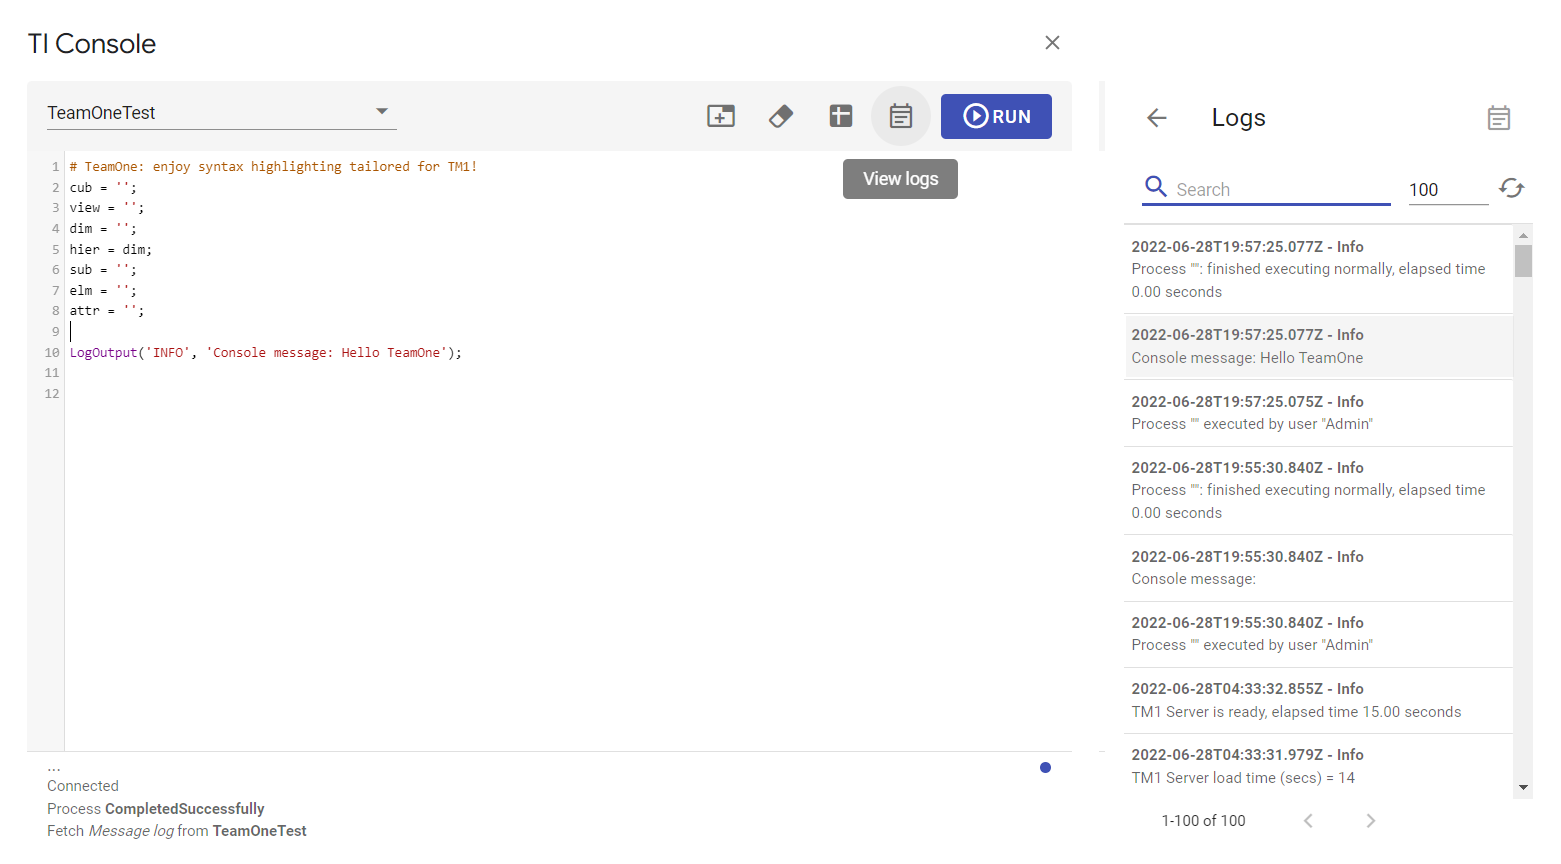 TI Console
TeamOneTest
RUN
View logs
1 # TeamOne: enjoy syntax highlighting tailored for TM1!
2 cub = '';
3 view = '';
4 dim = '';
5 hier = dim;
6 sub = '';
7 elm = '';
8 attr = '';
9
10 LogOutput('INFO', 'Console message: Hello TeamOne');
11
12
...
Connected
Process CompletedSuccessfully
Fetch Message log from TeamOneTest
Logs
Search
100
2022-06-28T19:57:25.077Z - Info
Process "": finished executing normally, elapsed time
0.00 seconds
2022-06-28T19:57:25.077Z - Info
Console message: Hello TeamOne
2022-06-28T19:57:25.075Z - Info
Process "" executed by user "Admin"
2022-06-28T19:55:30.840Z - Info
Process "": finished executing normally, elapsed time
0.00 seconds
2022-06-28T19:55:30.840Z - Info
Console message:
2022-06-28T19:55:30.840Z - Info
Process "" executed by user "Admin"
2022-06-28T04:33:32.855Z - Info
TM1 Server is ready, elapsed time 15.00 seconds
2022-06-28T04:33:31.979Z - Info
TM1 Server load time (secs) = 14
1-100 of 100